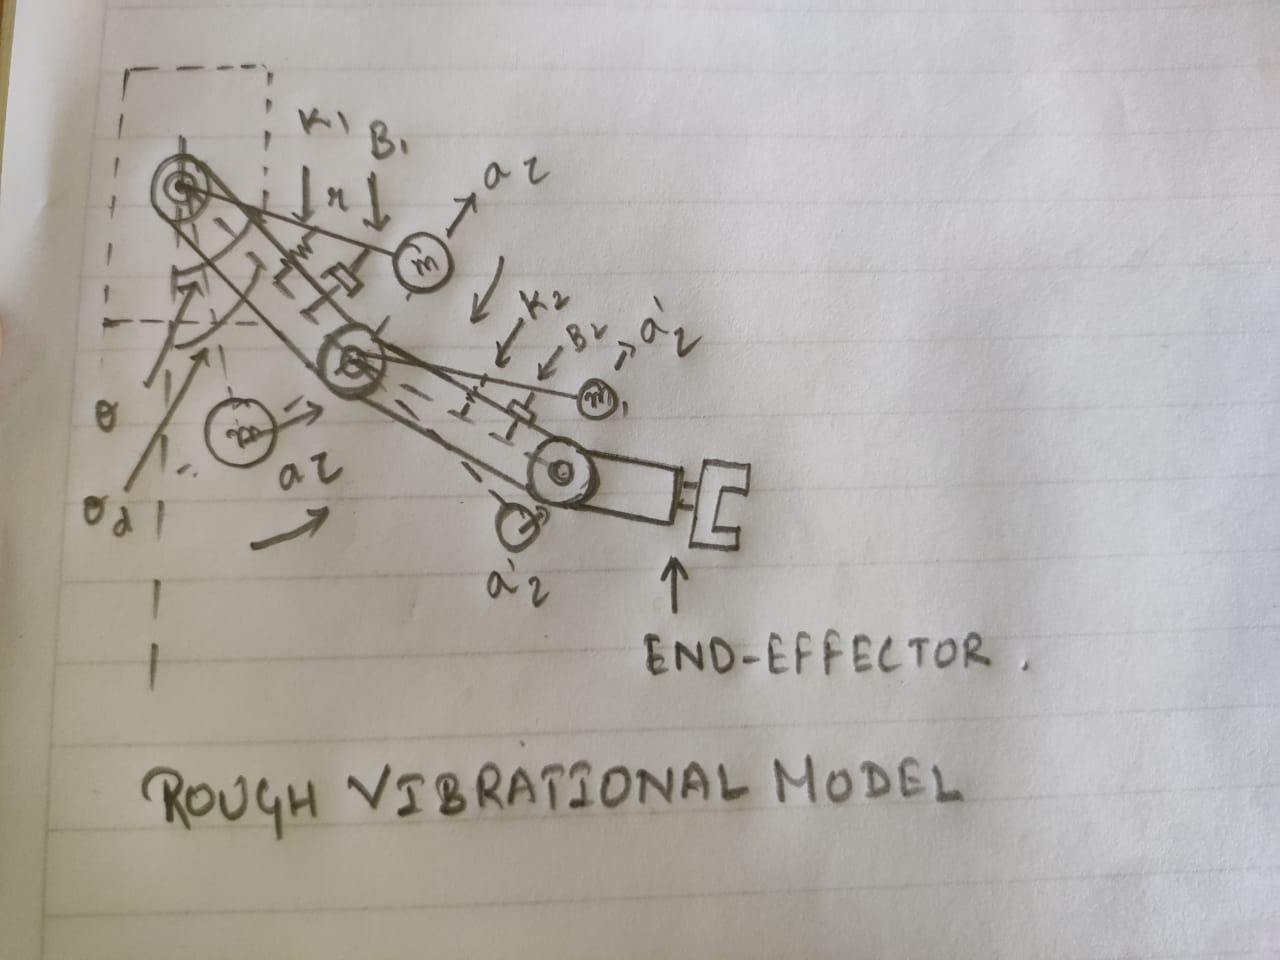 K1
B1
r
a2
m
K2
B2
a'2
m1
θ
m
a2
θd
a'2
END-EFFECTOR.
ROUGH VIBRATIONAL MODEL